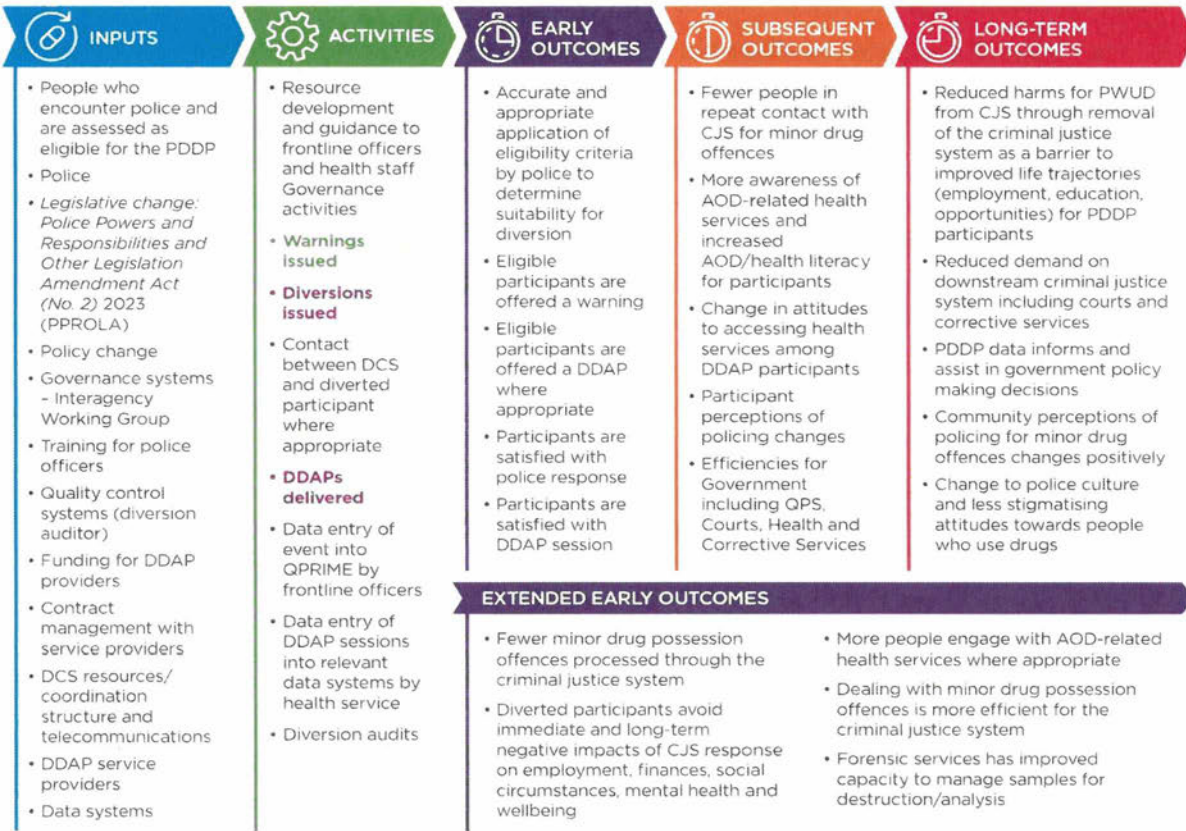 INPUTS
• People who
encounter police and
are assessed as
eligible for the PDDP
• Police
• Legislative change:
Police Powers and
Responsibilities and
Other Legislation
Amendment Act
(No. 2) 2023
(PPROLA)
• Policy change
• Governance systems
– Interagency
Working Group
• Training for police
officers
• Quality control
systems (diversion
auditor)
• Funding for DDAP
providers
• Contract
management with
service providers
• DCS resources/
coordination
structure and
telecommunications
• DDAP service
providers
• Data systems
ACTIVITIES
• Resource
development
and guidance to
frontline officers
and health staff
Governance
activities
• Warnings
issued
• Diversions
issued
• Contact
between DCS
and diverted
participant
where
appropriate
• DDAPs
delivered
• Data entry of
event into
QPRIME by
frontline officers
• Data entry of
DDAP sessions
into relevant
data systems by
health service
• Diversion audits
EARLY
OUTCOMES
• Accurate and
appropriate
application of
eligibility criteria
by police to
determine
suitability for
diversion
• Eligible
participants are
offered a warning
• Eligible
participants are
offered a DDAP
where
appropriate
• Participants are
satisfied with
police response
• Participants are
satisfied with
DDAP session
SUBSEQUENT
OUTCOMES
• Fewer people in
repeat contact with
CJS for minor drug
offences
• More awareness of
AOD-related health
services and
increased
AOD/health literacy
for participants
• Change in attitudes
to accessing health
services among
DDAP participants
• Participant
perceptions of
policing changes
• Efficiencies for
Government
including QPS,
Courts, Health and
Corrective Services
LONG-TERM
OUTCOMES
• Reduced harms for PWUD
from CJS through removal
of the criminal justice
system as a barrier to
improved life trajectories
(employment, education,
opportunities) for PDDP
participants
• Reduced demand on
downstream criminal justice
system including courts and
corrective services
• PDDP data informs and
assist in government policy
making decisions
• Community perceptions of
policing for minor drug
offences changes positively
• Change to police culture
and less stigmatising
attitudes towards people
who use drugs
EXTENDED EARLY OUTCOMES
• Fewer minor drug possession
offences processed through the
criminal justice system
• Diverted participants avoid
immediate and long-term
negative impacts of CJS response
on employment, finances, social
circumstances, mental health and
wellbeing
• More people engage with AOD-related
health services where appropriate
• Dealing with minor drug possession
offences is more efficient for the
criminal justice system
• Forensic services has improved
capacity to manage samples for
destruction/analysis